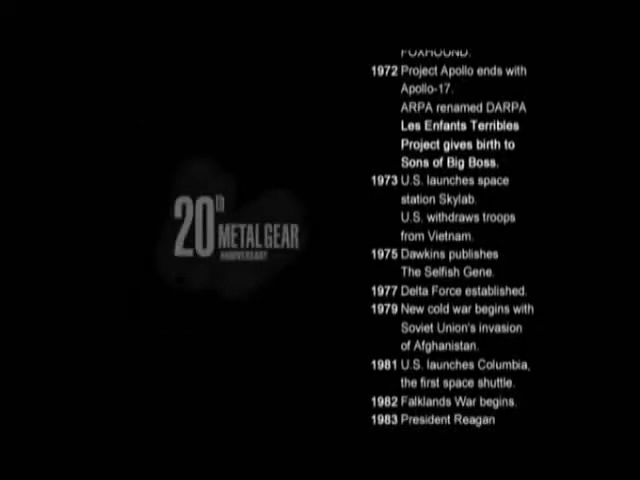 20th
METAL GEAR
ANNIVERSARY
FOXHOUND.
1972 Project Apollo ends with
Apollo-17.
ARPA renamed DARPA
Les Enfants Terribles
Project gives birth to
Sons of Big Boss.
1973 U.S. launches space
station Skylab.
U.S. withdraws troops
from Vietnam.
1975 Dawkins publishes
The Selfish Gene.
1977 Delta Force established.
1979 New cold war begins with
Soviet Union's invasion
of Afghanistan.
1981 U.S. launches Columbia,
the first space shuttle.
1982 Falklands War begins.
1983 President Reagan